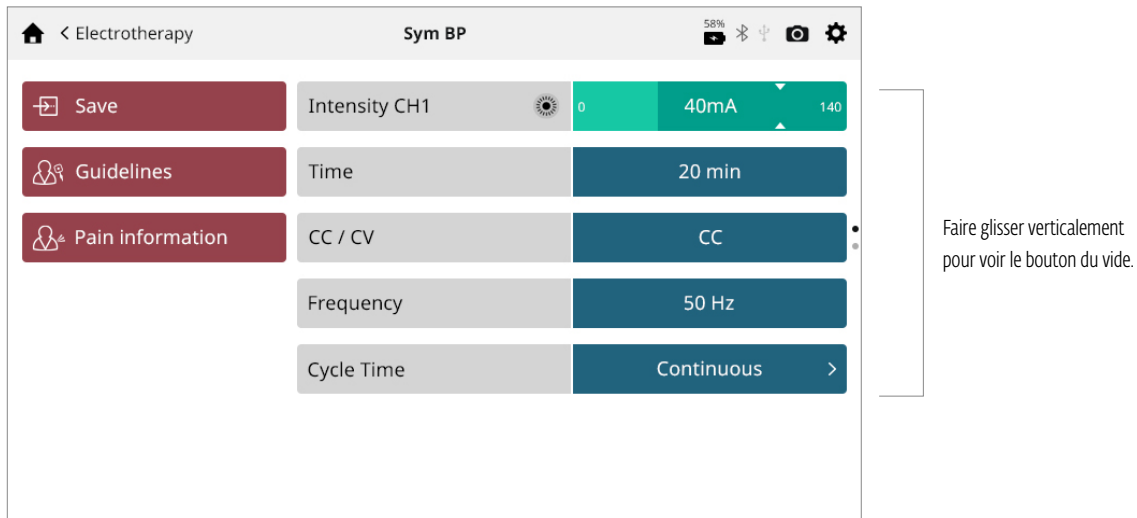 < Electrotherapy
Sym BP
58%
Save
Intensity CH1
0
40mA
140
Guidelines
Time
20 min
Pain information
CC / CV
CC
Frequency
50 Hz
Cycle Time
Continuous >
Faire glisser verticalement
pour voir le bouton du vide.